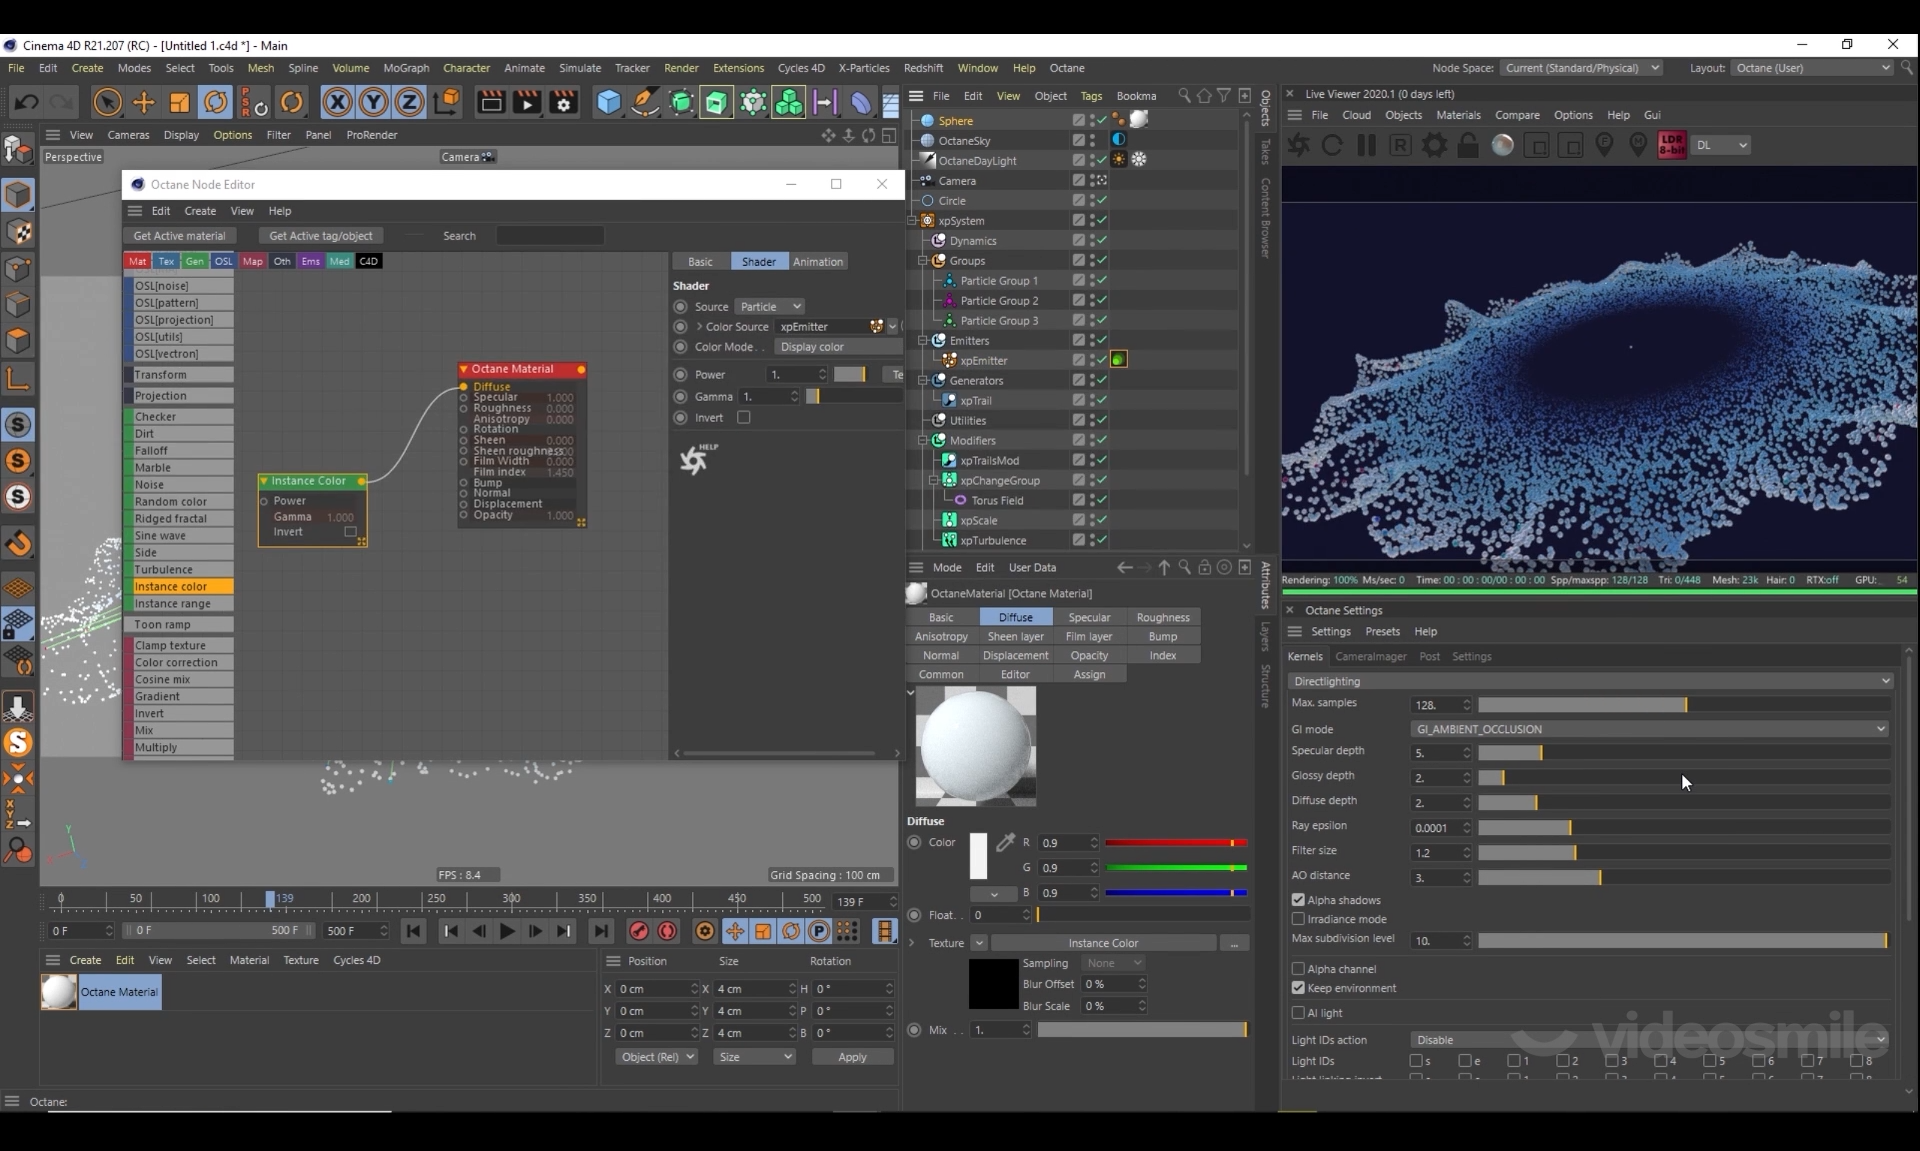 Cinema 4D R21.207 (RC) - [Untitled 1.c4d *] - Main
File Edit Create Modes Select Tools Mesh Spline Volume MoGraph Character Animate Simulate Tracker Render Extensions Cycles 4D X-Particles Redshift Window Help Octane
Node Space: Current (Standard/Physical) Layout: Octane (User)
View Cameras Display Options Filter Panel ProRender
Perspective
Camera
Octane Node Editor
Edit Create View Help
Get Active material Get Active tag/object Search
Mat Tex Gen OSL Map Oth Ems Med C4D
OSL[noise]
OSL[pattern]
OSL[projection]
OSL[utils]
OSL[vectron]
Transform
Projection
Checker
Dirt
Falloff
Marble
Noise
Random color
Ridged fractal
Sine wave
Side
Turbulence
Instance color
Instance range
Toon ramp
Clamp texture
Color correction
Cosine mix
Gradient
Invert
Mix
Multiply
Instance Color
Power
Gamma 1.000
Invert
Octane Material
Diffuse
Specular 1.000
Roughness 0.000
Anisotropy 0.000
Rotation
Sheen 0.000
Sheen roughness
Film Width 0.000
Film index 1.450
Bump
Normal
Displacement
Opacity 1.000
Basic Shader Animation
Shader
Source Particle
Color Source xpEmitter
Color Mode . . Display color
Power 1. Te
Gamma 1.
Invert
HELP
FPS : 8.4
Grid Spacing : 100 cm
0 50 100 139 200 250 300 350 400 450 500 139 F
0 F 0 F 500 F 500 F
Create Edit View Select Material Texture Cycles 4D
Octane Material
Position Size Rotation
X 0 cm X 4 cm H 0 °
Y 0 cm Y 4 cm P 0 °
Z 0 cm Z 4 cm B 0 °
Object (Rel) Size Apply
Octane:
File Edit View Object Tags Bookma
Sphere
OctaneSky
OctaneDayLight
Camera
Circle
xpSystem
Dynamics
Groups
Particle Group 1
Particle Group 2
Particle Group 3
Emitters
xpEmitter
Generators
xpTrail
Utilities
Modifiers
xpTrailsMod
xpChangeGroup
Torus Field
xpScale
xpTurbulence
Objects
Takes
Content Browser
Attributes
Layers
Structure
Mode Edit User Data
OctaneMaterial [Octane Material]
Basic Diffuse Specular Roughness
Anisotropy Sheen layer Film layer Bump
Normal Displacement Opacity Index
Common Editor Assign
Diffuse
Color R 0.9
G 0.9
B 0.9
Float . . 0
Texture Instance Color ...
Sampling None
Blur Offset 0 %
Blur Scale 0 %
Mix . . 1.
Live Viewer 2020.1 (0 days left)
File Cloud Objects Materials Compare Options Help Gui
LDR 8-bit DL
Rendering: 100% Ms/sec: 0 Time: 00 : 00 : 00/00 : 00 : 00 Spp/maxspp: 128/128 Tri: 0/448 Mesh: 23k Hair: 0 RTX:off GPU: 54
Octane Settings
Settings Presets Help
Kernels CameraImager Post Settings
Directlighting
Max. samples 128.
GI mode GI_AMBIENT_OCCLUSION
Specular depth 5.
Glossy depth 2.
Diffuse depth 2.
Ray epsilon 0.0001
Filter size 1.2
AO distance 3.
Alpha shadows
Irradiance mode
Max subdivision level 10.
Alpha channel
Keep environment
AI light
Light IDs action Disable
Light IDs s e 1 2 3 4 5 6 7 8
videosmile